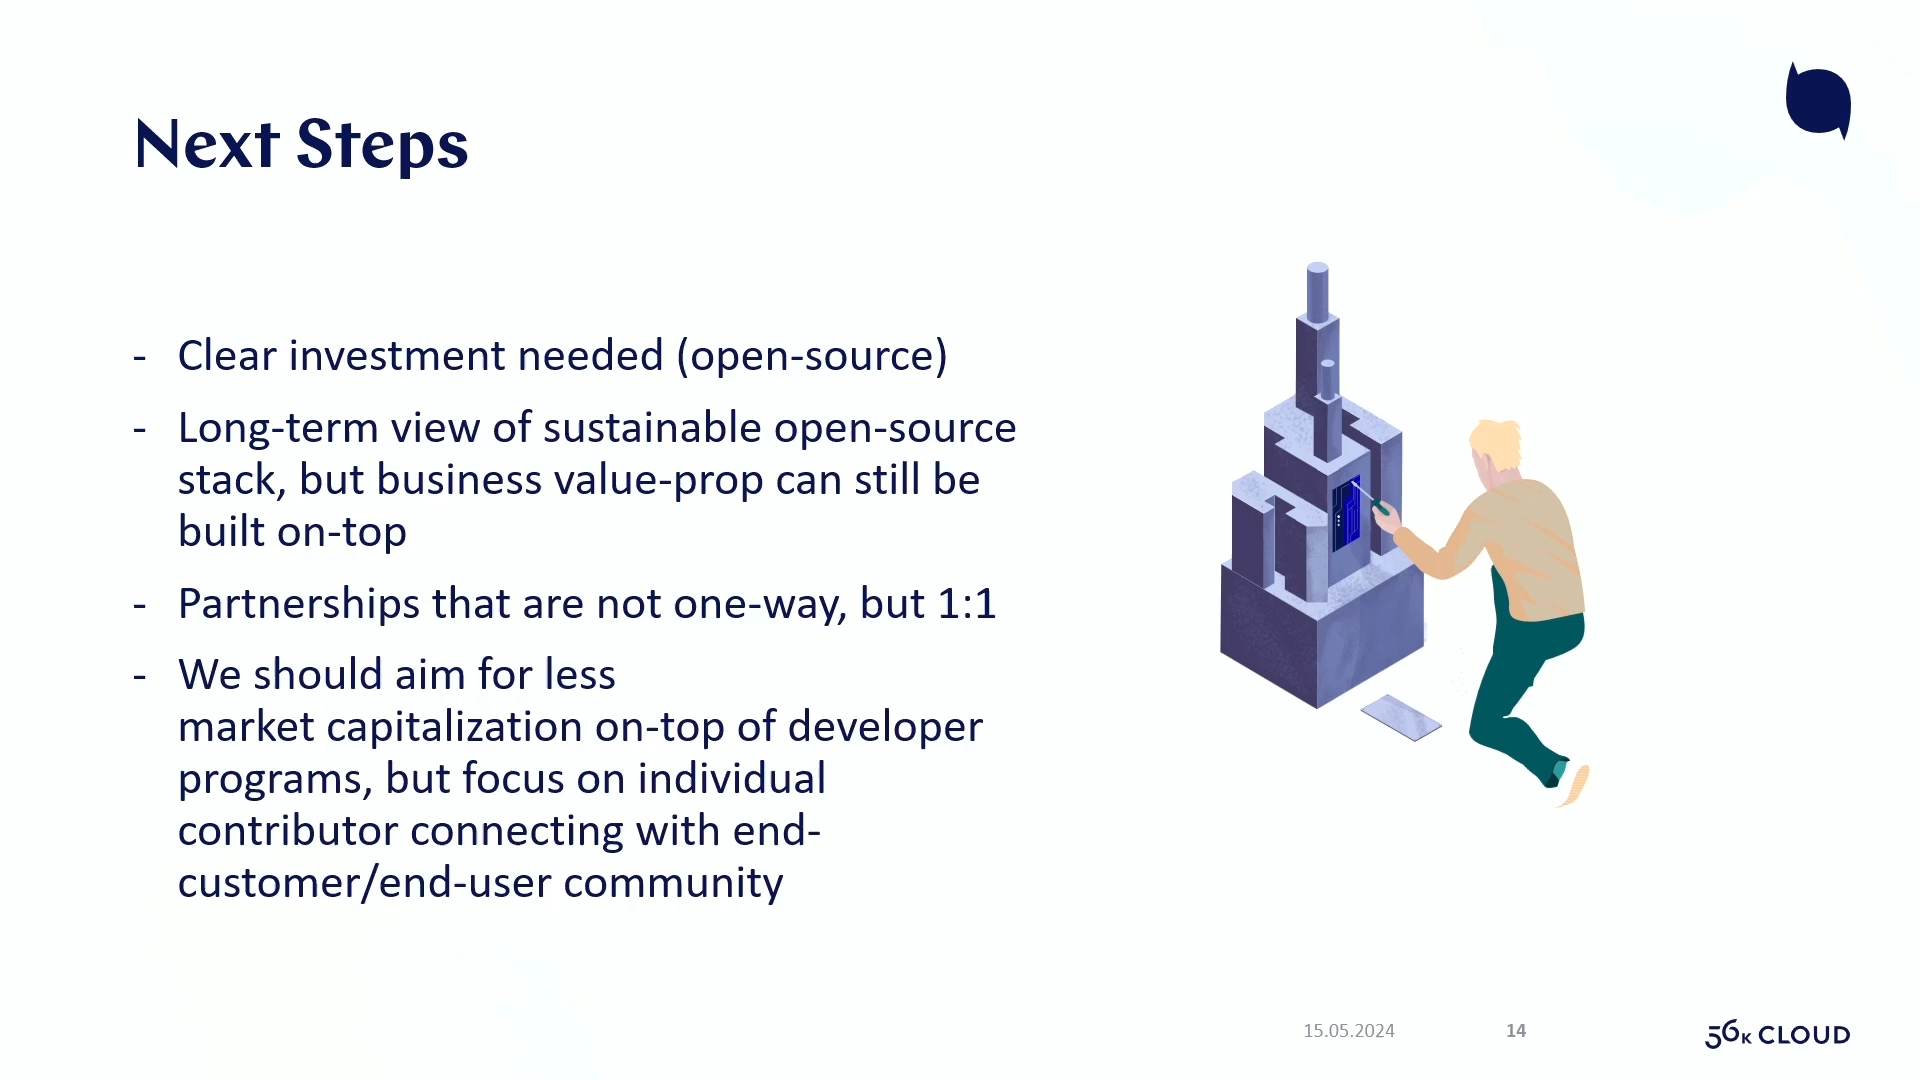 Next Steps
- Clear investment needed (open-source)
- Long-term view of sustainable open-source
stack, but business value-prop can still be
built on-top
- Partnerships that are not one-way, but 1:1
- We should aim for less
market capitalization on-top of developer
programs, but focus on individual
contributor connecting with end-
customer/end-user community
15.05.2024
14
56K CLOUD